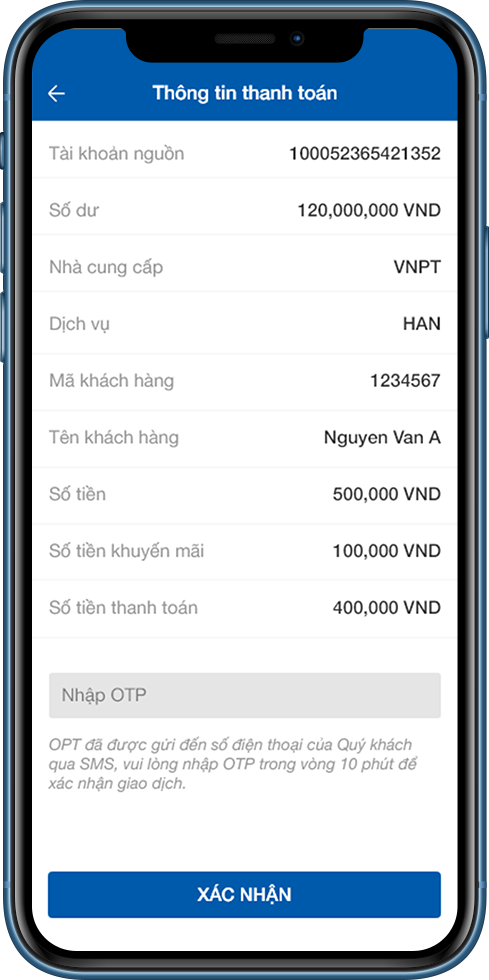 Thông tin thanh toán
Tài khoản nguồn 100052365421352
Số dư 120,000,000 VND
Nhà cung cấp VNPT
Dịch vụ HAN
Mã khách hàng 1234567
Tên khách hàng Nguyen Van A
Số tiền 500,000 VND
Số tiền khuyến mãi 100,000 VND
Số tiền thanh toán 400,000 VND
Nhập OTP
OPT đã được gửi đến số điện thoại của Quý khách
qua SMS, vui lòng nhập OTP trong vòng 10 phút để
xác nhận giao dịch.
XÁC NHẬN